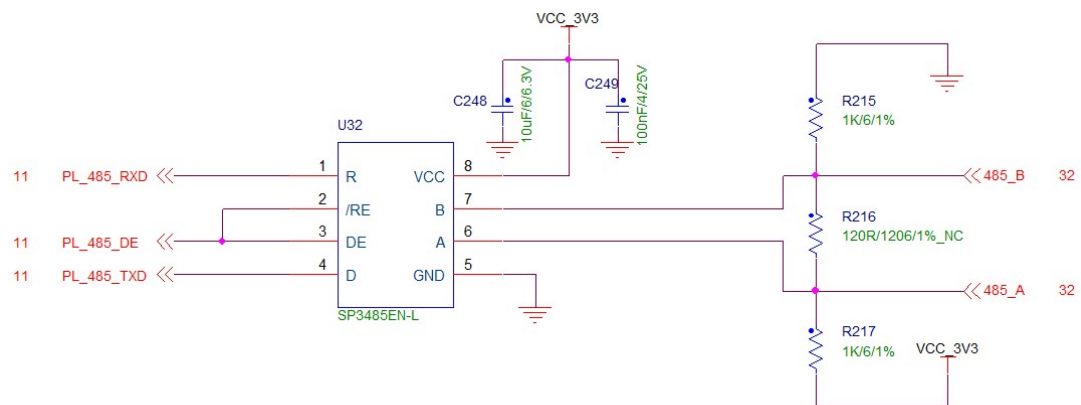 VCC_3V3
C248
10uF/6/6.3V
C249
100nF/4/25V
R215
1K/6/1%
U32
11 PL_485_RXD 1 R VCC 8 485_B 32
2 /RE B 7
R216
120R/1206/1%_NC
11 PL_485_DE 3 DE A 6
11 PL_485_TXD 4 D GND 5
485_A 32
SP3485EN-L
R217
1K/6/1%
VCC_3V3